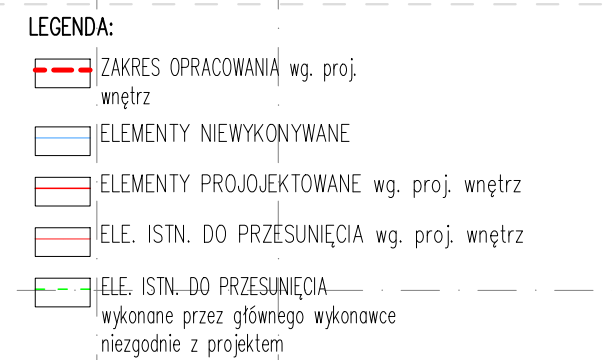 LEGENDA:
ZAKRES OPRACOWANIA wg. proj.
wnętrz
ELEMENTY NIEWYKONYWANE
ELEMENTY PROJOJEKTOWANE wg. proj. wnętrz
ELE. ISTN. DO PRZESUNIĘCIA wg. proj. wnętrz
ELE. ISTN. DO PRZESUNIĘCIA
wykonane przez głównego wykonawce
niezgodnie z projektem